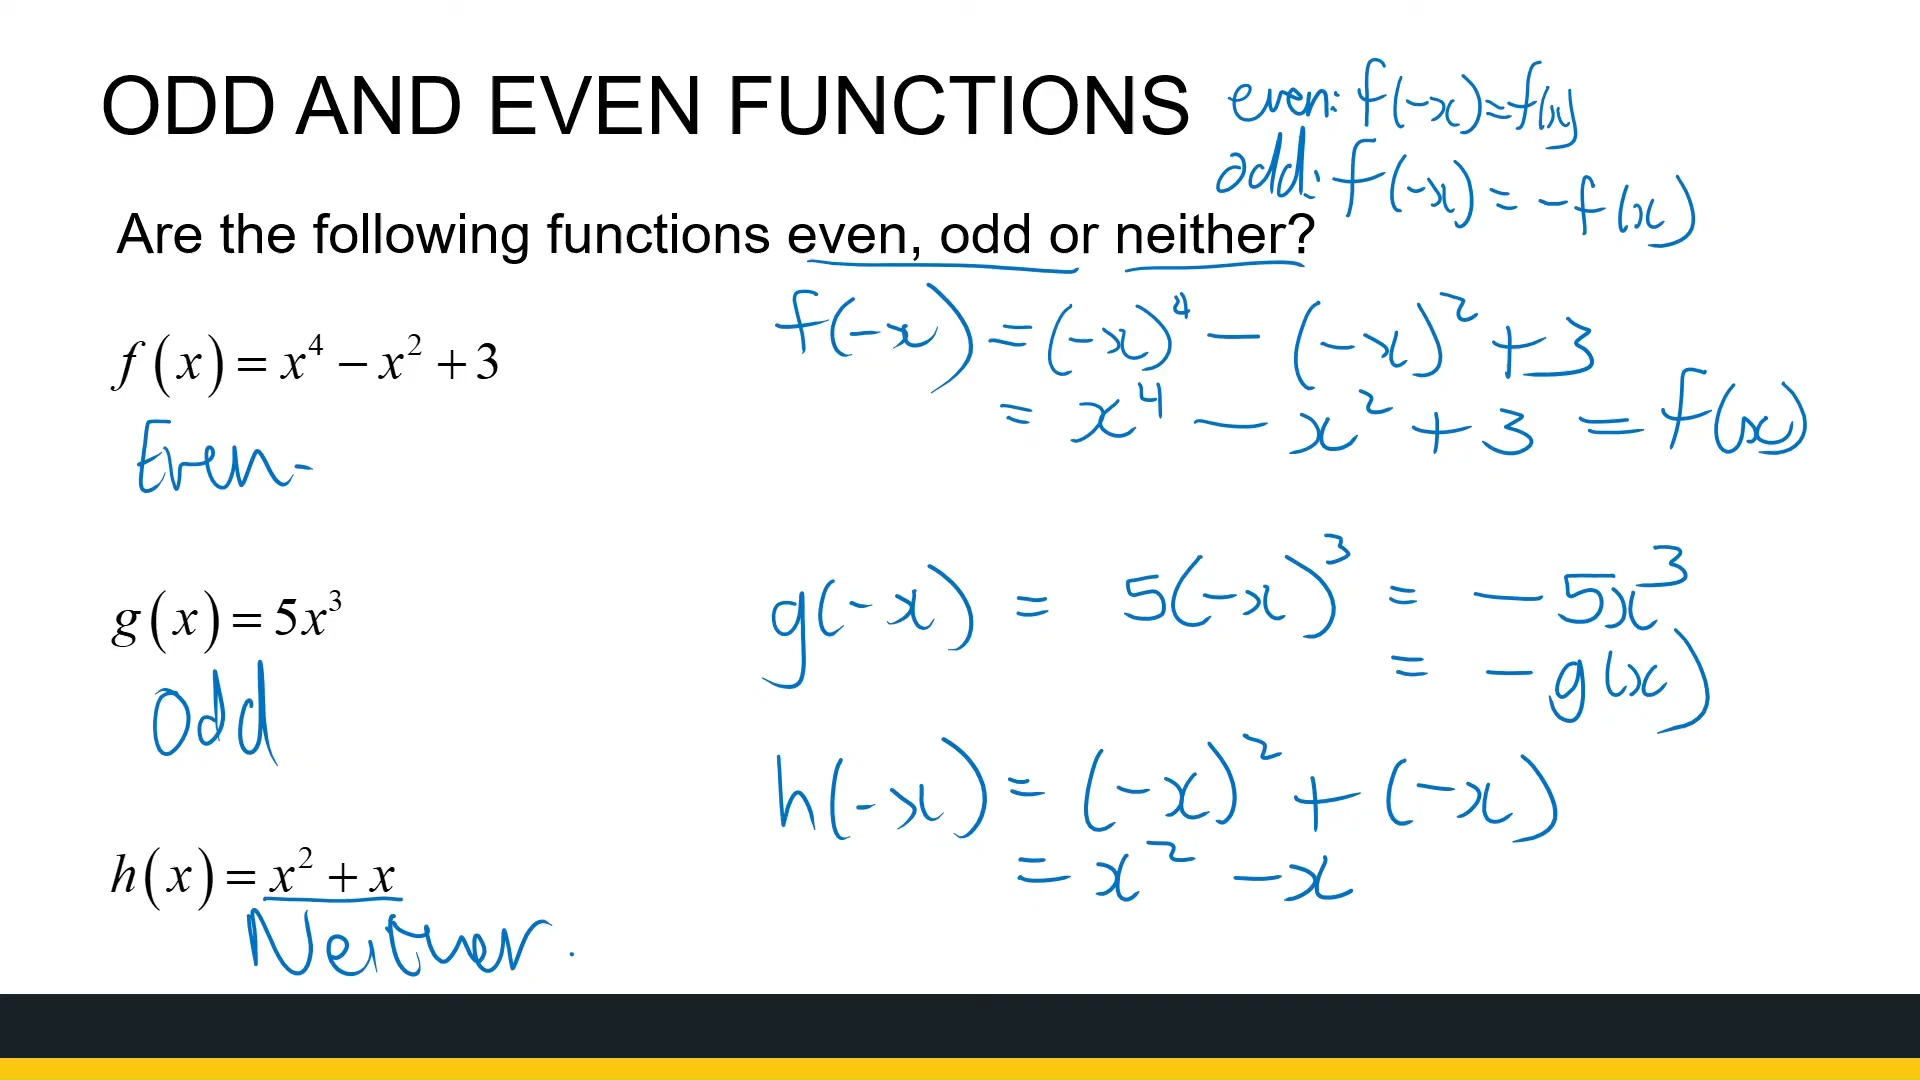 ODD AND EVEN FUNCTIONS
even: f(-x)=f(x)
odd: f(-x) = -f(x)
Are the following functions even, odd or neither?
f(x) = x⁴ − x² + 3
f(-x) = (-x)⁴ − (-x)² + 3
= x⁴ − x² + 3 = f(x)
Even.
g(x) = 5x³
g(-x) = 5(-x)³ = -5x³
= -g(x)
Odd
h(x) = x² + x
h(-x) = (-x)² + (-x)
= x² - x
Neither.